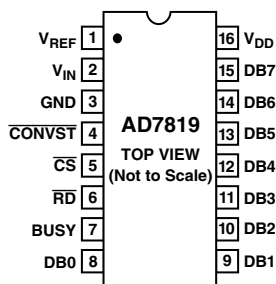 VREF 1 16 VDD
VIN 2 15 DB7
GND 3 14 DB6
CONVST 4 13 DB5
CS 5 12 DB4
RD 6 11 DB3
BUSY 7 10 DB2
DB0 8 9 DB1
AD7819
TOP VIEW
(Not to Scale)